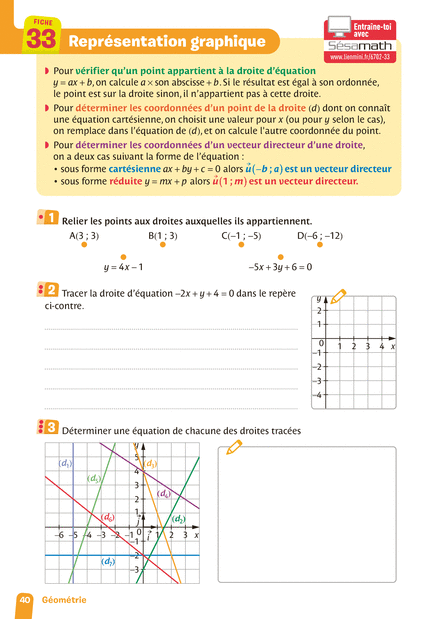 FICHE
33 Représentation graphique
Entraîne-toi
avec
Sésamath
www.lienmini.fr/6702-33
Pour vérifier qu'un point appartient à la droite d'équation
y = ax + b, on calcule a × son abscisse + b. Si le résultat est égal à son ordonnée,
le point est sur la droite sinon, il n'appartient pas à cette droite.
Pour déterminer les coordonnées d'un point de la droite (d) dont on connaît
une équation cartésienne, on choisit une valeur pour x (ou pour y selon le cas),
on remplace dans l'équation de (d), et on calcule l'autre coordonnée du point.
Pour déterminer les coordonnées d'un vecteur directeur d'une droite,
on a deux cas suivant la forme de l'équation :
• sous forme cartésienne ax + by + c = 0 alors u⃗(−b ; a) est un vecteur directeur
• sous forme réduite y = mx + p alors u⃗(1 ; m) est un vecteur directeur.
1 Relier les points aux droites auxquelles ils appartiennent.
A(3 ; 3) B(1 ; 3) C(−1 ; −5) D(−6 ; −12)
y = 4x − 1 −5x + 3y + 6 = 0
2 Tracer la droite d'équation −2x + y + 4 = 0 dans le repère
ci-contre.
y
2
1
0 1 2 3 4 x
−1
−2
−3
−4
3 Déterminer une équation de chacune des droites tracées
y
5
(d₁)
(d₃)
4
(d₅)
3
(d₄)
2
(d₆)
1
j⃗
(d₂)
−6 −5 −4 −3 −2 −1 0 i⃗ 1 2 3 x
−1
−2
(d₇)
−3
40 Géométrie